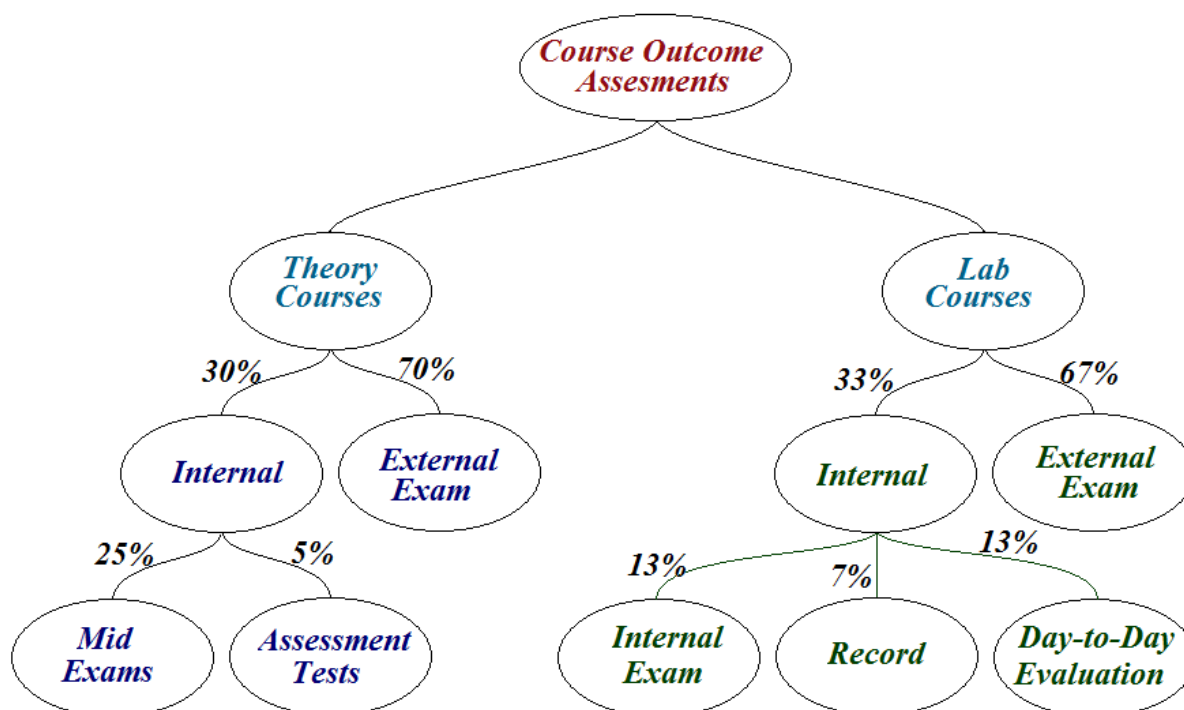 Course Outcome
Assesments
Theory
Courses
Lab
Courses
30%
70%
33%
67%
Internal
External
Exam
Internal
External
Exam
25%
5%
13%
7%
13%
Mid
Exams
Assessment
Tests
Internal
Exam
Record
Day-to-Day
Evaluation